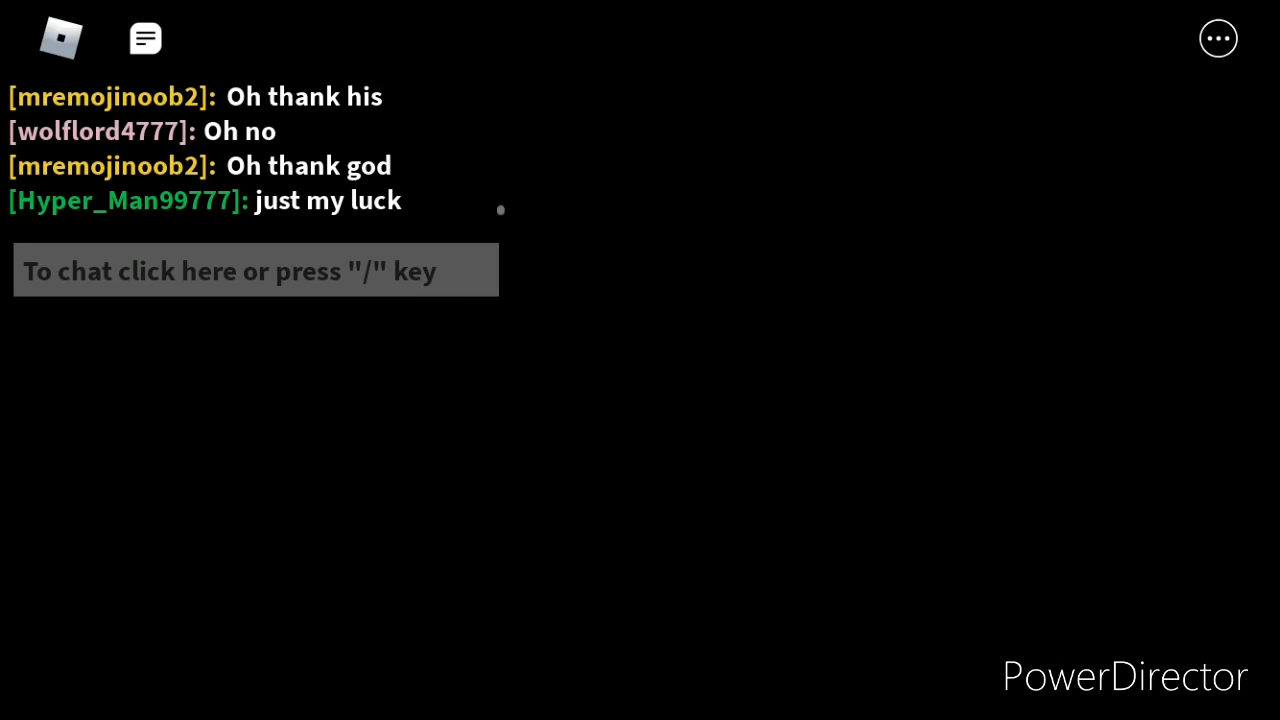 [mremojinoob2]: Oh thank his
[wolflord4777]: Oh no
[mremojinoob2]: Oh thank god
[Hyper_Man99777]: just my luck
To chat click here or press "/" key
PowerDirector